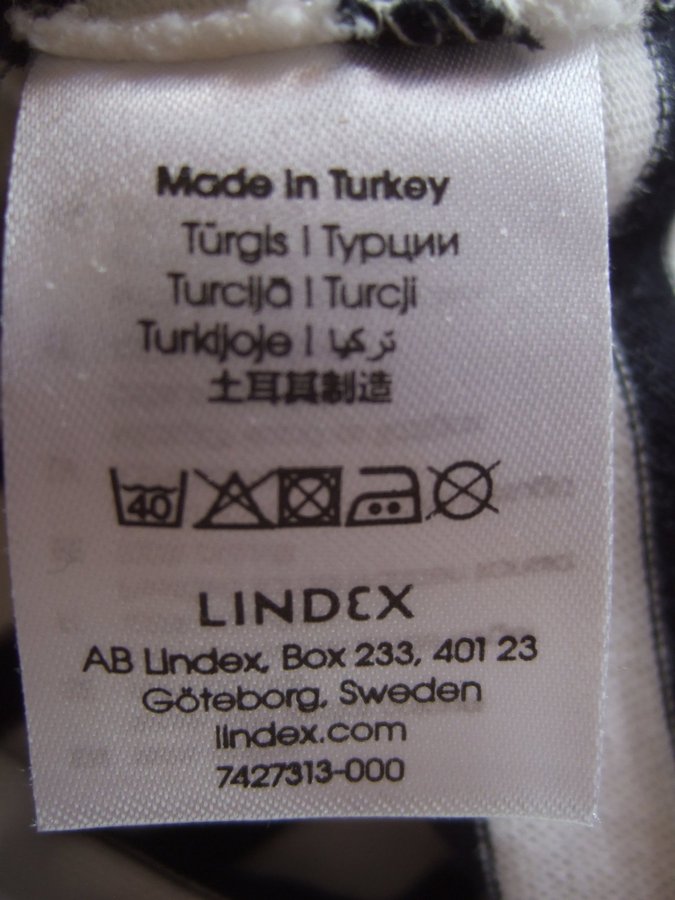 Made in Turkey
Türgis | Турции
Turcijā | Turcji
Turkijoje | تركيا
土耳其制造
40
LINDEX
AB Lindex, Box 233, 401 23
Göteborg, Sweden
lindex.com
7427313-000